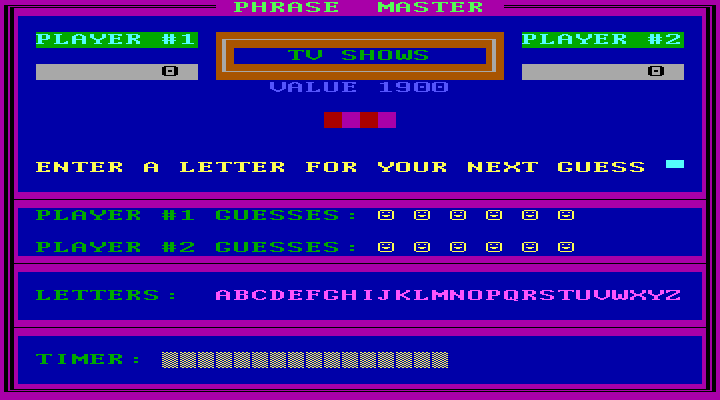 PHRASE MASTER
PLAYER #1
PLAYER #2
TV SHOWS
0
0
VALUE 1900
ENTER A LETTER FOR YOUR NEXT GUESS
PLAYER #1 GUESSES:
PLAYER #2 GUESSES:
LETTERS: ABCDEFGHIJKLMNOPQRSTUVWXYZ
TIMER: